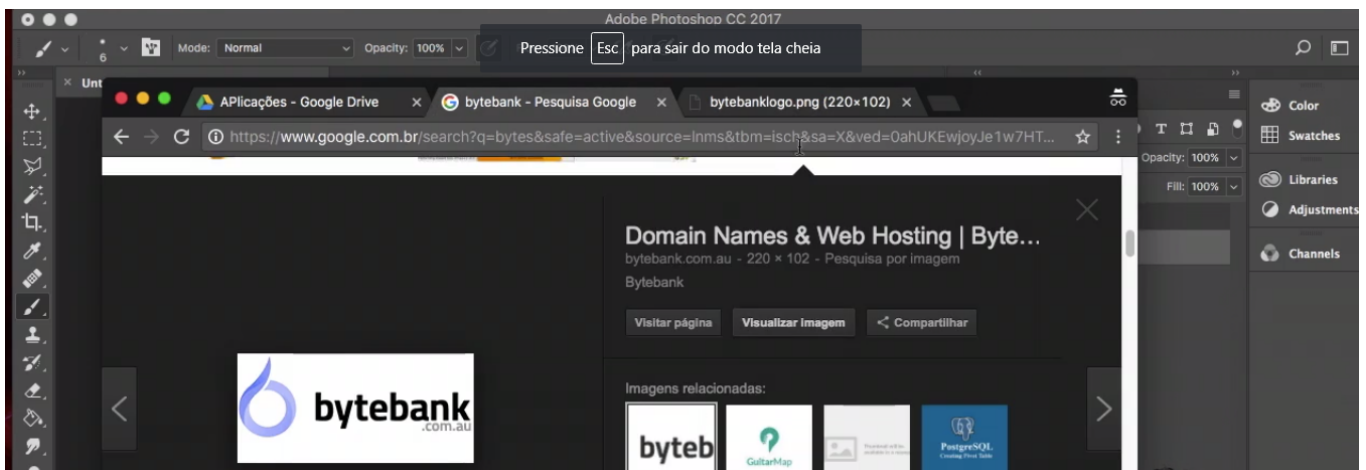 Adobe Photoshop CC 2017
6
Mode: Normal
Opacity: 100%
Pressione Esc para sair do modo tela cheia
× Unt
APlicações - Google Drive ×
bytebank - Pesquisa Google ×
bytebanklogo.png (220×102) ×
https://www.google.com.br/search?q=bytes&safe=active&source=lnms&tbm=isch&sa=X&ved=0ahUKEwjoyJe1w7HT...
Opacity: 100%
Fill: 100%
Color
Swatches
Libraries
Adjustments
Channels
Domain Names & Web Hosting | Byte...
bytebank.com.au - 220 × 102 - Pesquisa por imagem
Bytebank
Visitar página
Visualizar imagem
Compartilhar
bytebank
.com.au
Imagens relacionadas:
byteb
GuitarMap
PostgreSQL
Creating Pivot Table